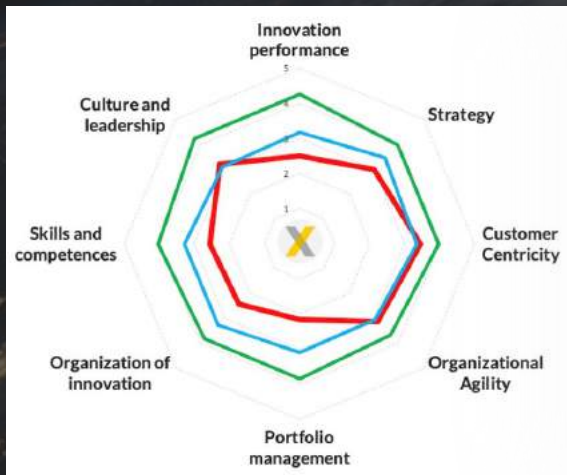 Innovation
performance
5
Culture and
leadership
Strategy
3
2
1
Skills and
competences
X
Customer
Centricity
Organization of
innovation
Organizational
Agility
Portfolio
management